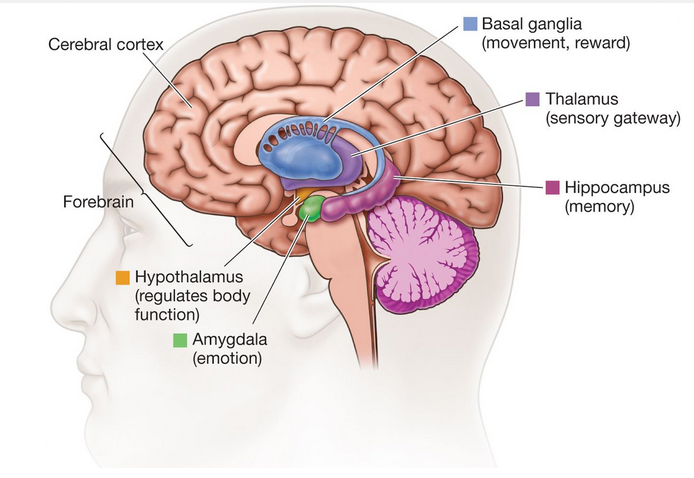 Basal ganglia
(movement, reward)
Cerebral cortex
Thalamus
(sensory gateway)
Hippocampus
(memory)
Forebrain
Hypothalamus
(regulates body
function)
Amygdala
(emotion)